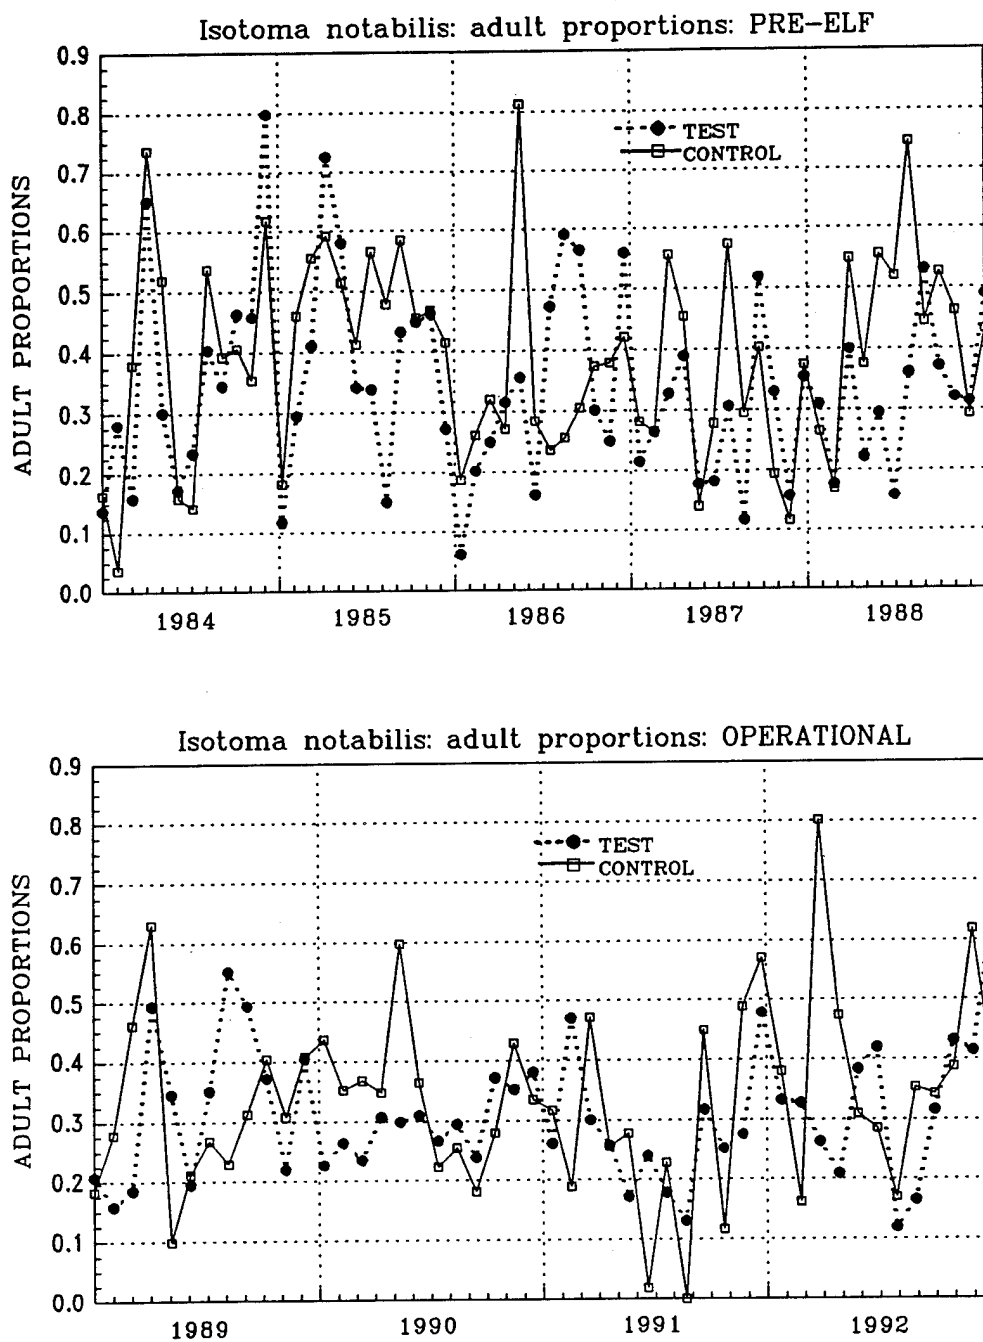 Isotoma notabilis: adult proportions: PRE-ELF
0.9
0.8
0.7
0.6
0.5
0.4
0.3
0.2
0.1
0.0
ADULT PROPORTIONS
TEST
CONTROL
1984 1985 1986 1987 1988
Isotoma notabilis: adult proportions: OPERATIONAL
0.9
0.8
0.7
0.6
0.5
0.4
0.3
0.2
0.1
0.0
ADULT PROPORTIONS
TEST
CONTROL
1989 1990 1991 1992